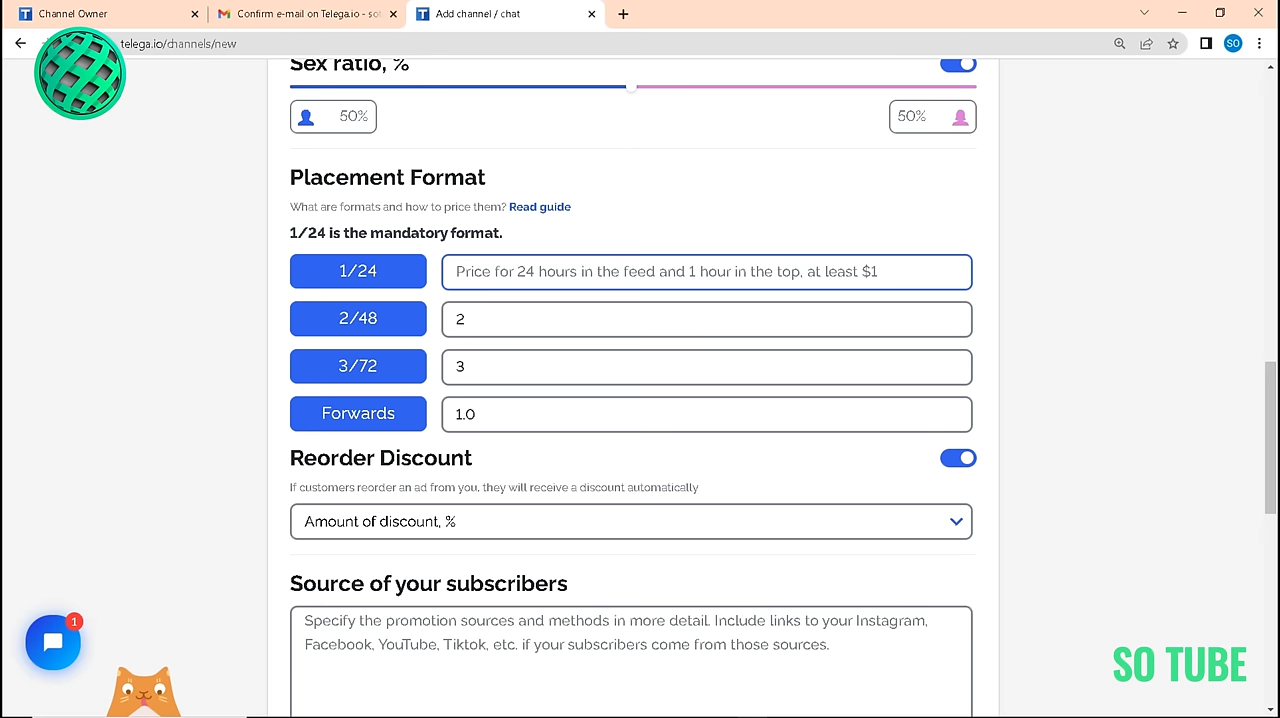 Channel Owner
Confirm e-mail on Telega.io - so
Add channel / chat
telega.io/channels/new
SO
Sex ratio, %
50%
50%
Placement Format
What are formats and how to price them? Read guide
1/24 is the mandatory format.
1/24
Price for 24 hours in the feed and 1 hour in the top, at least $1
2/48
2
3/72
3
Forwards
1.0
Reorder Discount
If customers reorder an ad from you, they will receive a discount automatically
Amount of discount, %
Source of your subscribers
Specify the promotion sources and methods in more detail. Include links to your Instagram,
Facebook, YouTube, Tiktok, etc. if your subscribers come from those sources.
1
SO TUBE